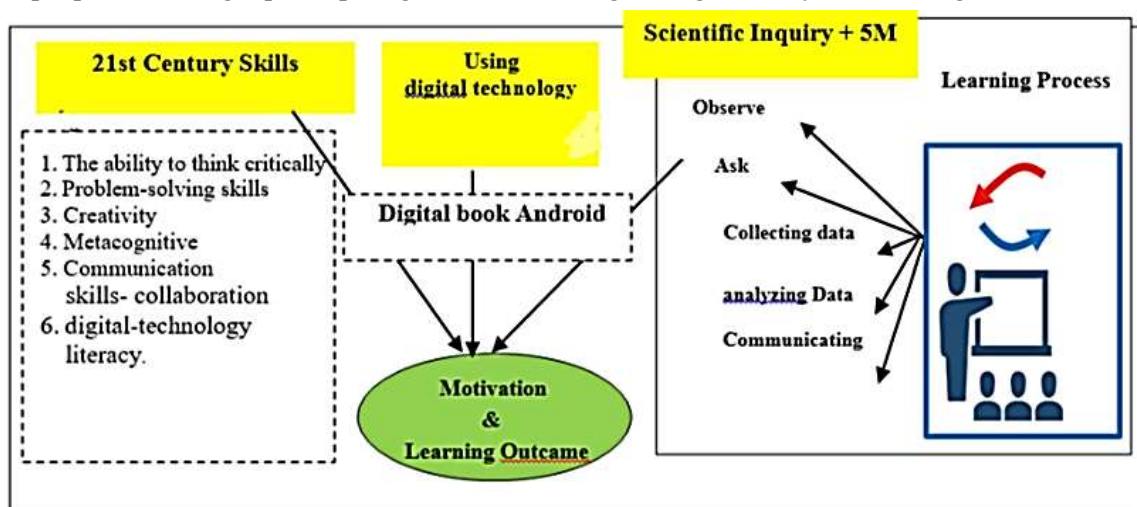 21st Century Skills
1. The ability to think critically
2. Problem-solving skills
3. Creativity
4. Metacognitive
5. Communication
skills- collaboration
6. digital-technology
literacy.
Using
digital technology
Digital book Android
Motivation
&
Learning Outcome
Scientific Inquiry + 5M
Learning Process
Observe
Ask
Collecting data
analyzing Data
Communicating